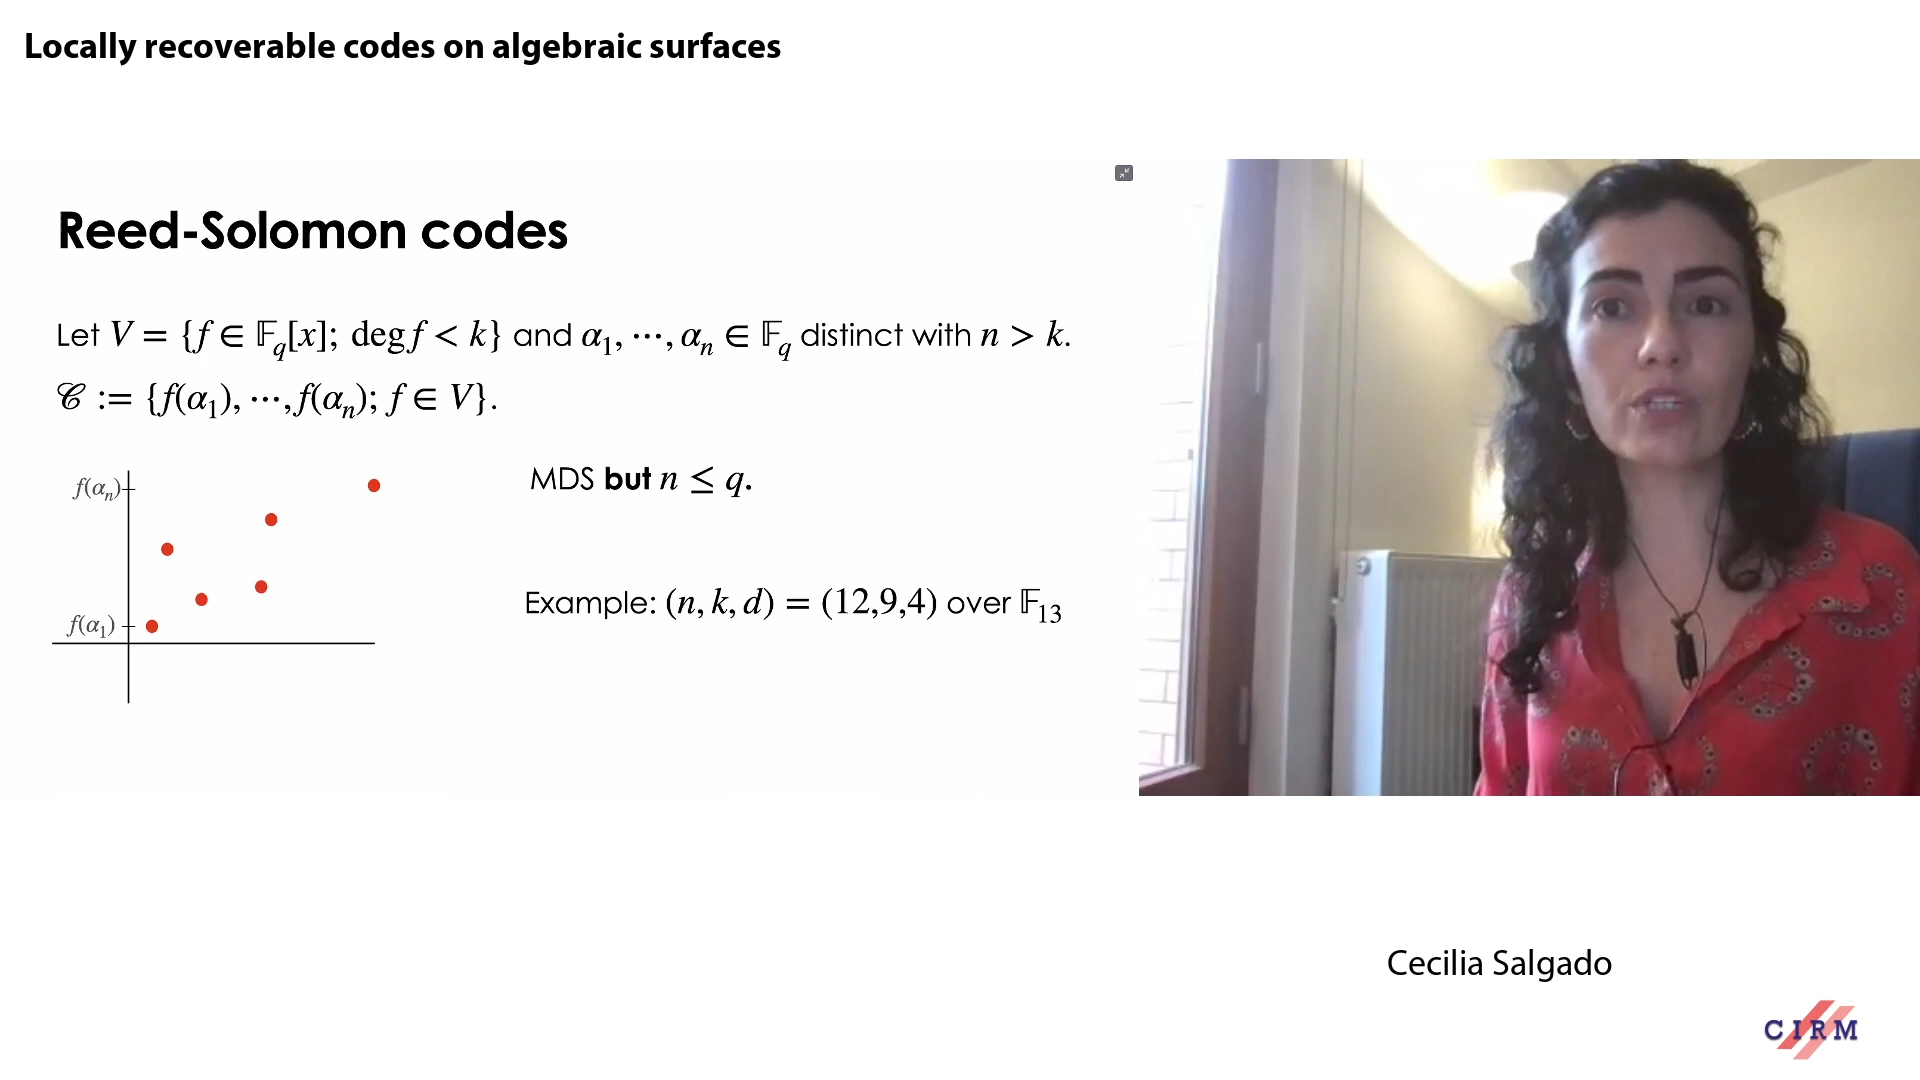 Locally recoverable codes on algebraic surfaces
Reed-Solomon codes
Let V = {f ∈ 𝔽_q[x]; deg f < k} and α_1, ⋯, α_n ∈ 𝔽_q distinct with n > k.
𝒞 := {f(α_1), ⋯, f(α_n); f ∈ V}.
f(α_n)
MDS but n ≤ q.
Example: (n, k, d) = (12,9,4) over 𝔽_13
f(α_1)
Cecilia Salgado
CIRM